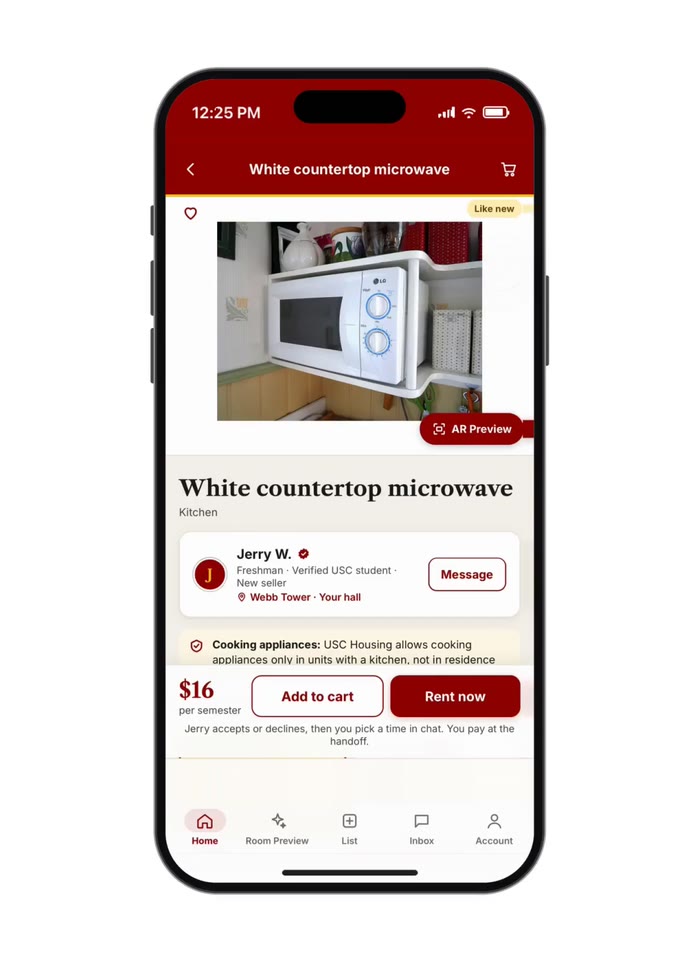 12:25 PM
White countertop microwave
Like new
LG
AR Preview
White countertop microwave
Kitchen
J
Jerry W.
Freshman · Verified USC student ·
New seller
Webb Tower · Your hall
Message
Cooking appliances: USC Housing allows cooking
appliances only in units with a kitchen, not in residence
$16
per semester
Add to cart
Rent now
Jerry accepts or declines, then you pick a time in chat. You pay at the
handoff.
Home
Room Preview
List
Inbox
Account